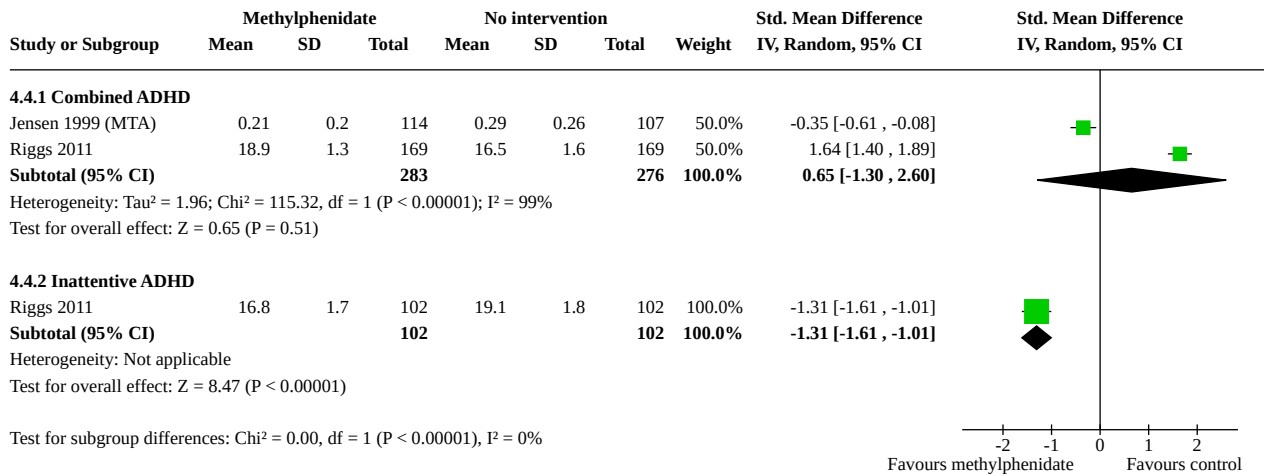 Methylphenidate No intervention Std. Mean Difference Std. Mean Difference
Study or Subgroup Mean SD Total Mean SD Total Weight IV, Random, 95% CI IV, Random, 95% CI
4.4.1 Combined ADHD
Jensen 1999 (MTA) 0.21 0.2 114 0.29 0.26 107 50.0% -0.35 [-0.61 , -0.08]
Riggs 2011 18.9 1.3 169 16.5 1.6 169 50.0% 1.64 [1.40 , 1.89]
Subtotal (95% CI) 283 276 100.0% 0.65 [-1.30 , 2.60]
Heterogeneity: Tau² = 1.96; Chi² = 115.32, df = 1 (P < 0.00001); I² = 99%
Test for overall effect: Z = 0.65 (P = 0.51)
4.4.2 Inattentive ADHD
Riggs 2011 16.8 1.7 102 19.1 1.8 102 100.0% -1.31 [-1.61 , -1.01]
Subtotal (95% CI) 102 102 100.0% -1.31 [-1.61 , -1.01]
Heterogeneity: Not applicable
Test for overall effect: Z = 8.47 (P < 0.00001)
Test for subgroup differences: Chi² = 0.00, df = 1 (P < 0.00001), I² = 0%
-2 -1 0 1 2
Favours methylphenidate Favours control